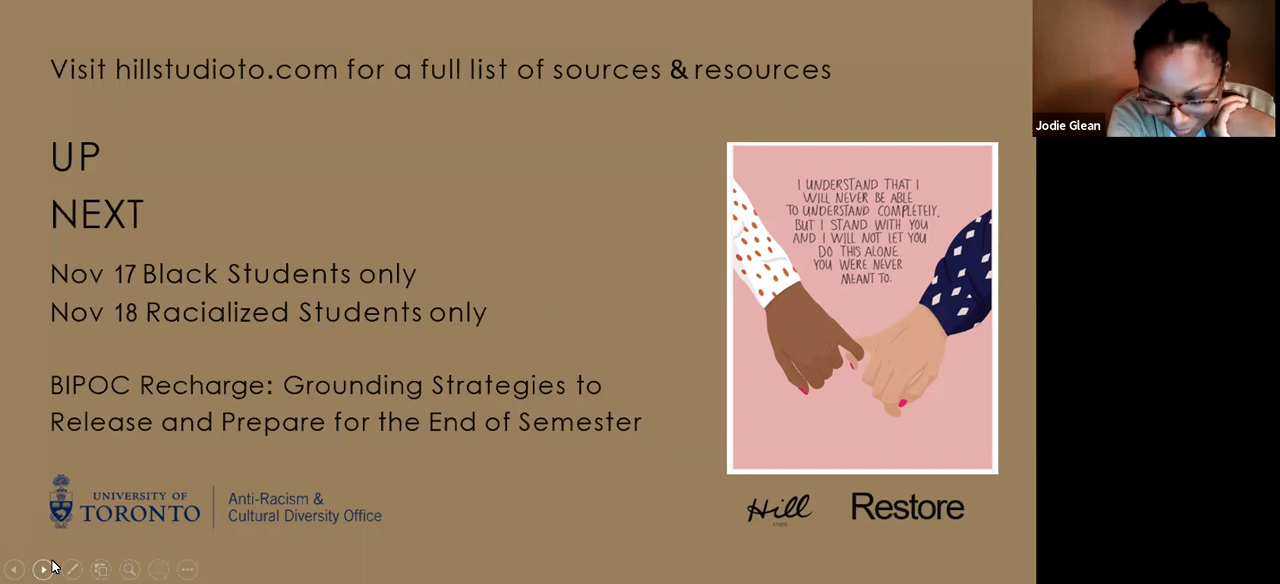 Visit hillstudioto.com for a full list of sources & resources
Jodie Glean
UP
NEXT
Nov 17 Black Students only
Nov 18 Racialized Students only
BIPOC Recharge: Grounding Strategies to
Release and Prepare for the End of Semester
I UNDERSTAND THAT I
WILL NEVER BE ABLE
TO UNDERSTAND COMPLETELY.
BUT I STAND WITH YOU
AND I WILL NOT LET YOU
DO THIS ALONE
YOU WERE NEVER
MEANT TO.
UNIVERSITY OF
TORONTO
Anti-Racism &
Cultural Diversity Office
Hill
Restore